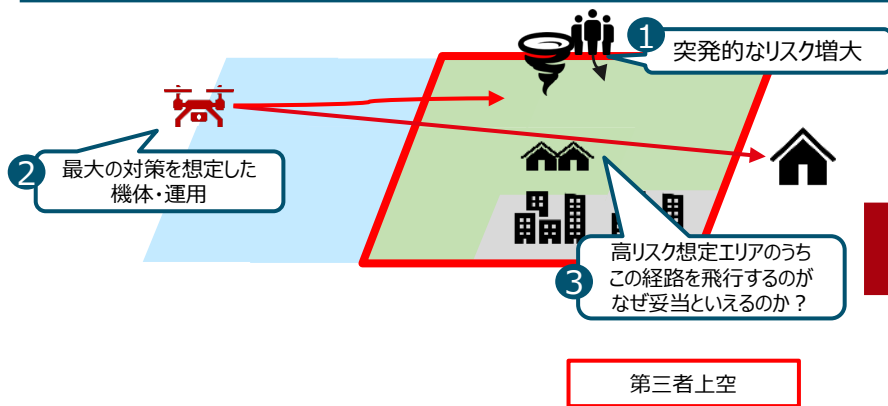 1
突発的なリスク増大
2
最大の対策を想定した
機体・運用
3
高リスク想定エリアのうち
この経路を飛行するのが
なぜ妥当といえるのか？
第三者上空